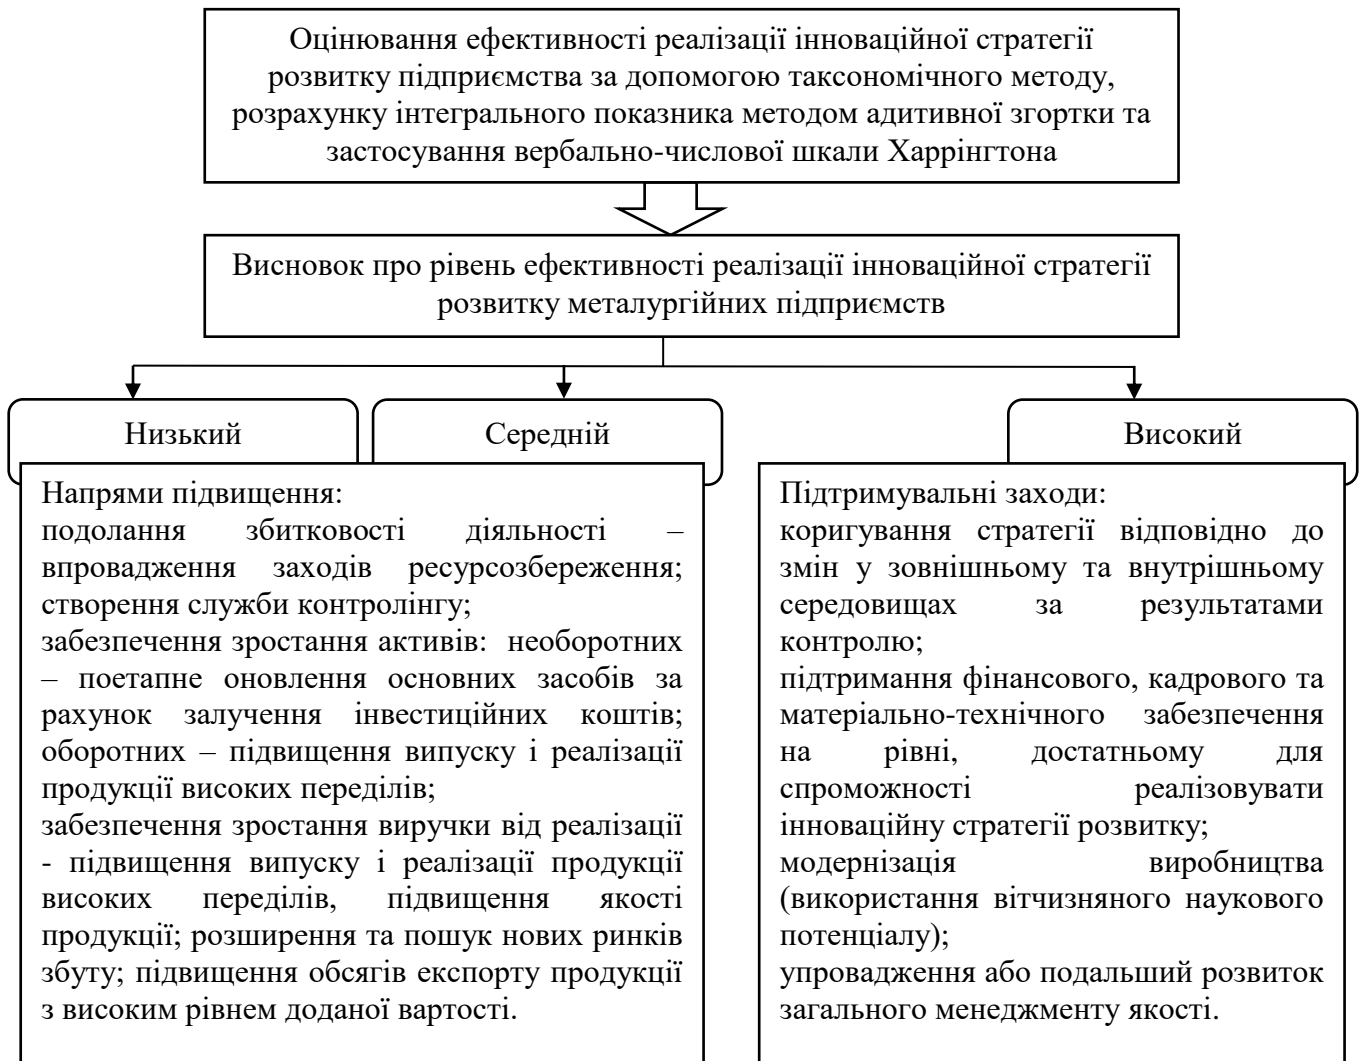 Оцінювання ефективності реалізації інноваційної стратегії
розвитку підприємства за допомогою таксономічного методу,
розрахунку інтегрального показника методом адитивної згортки та
застосування вербально-числової шкали Харрінгтона
Висновок про рівень ефективності реалізації інноваційної стратегії
розвитку металургійних підприємств
Низький
Середній
Високий
Напрями підвищення:
подолання збитковості діяльності –
впровадження заходів ресурсозбереження;
створення служби контролінгу;
забезпечення зростання активів: необоротних
– поетапне оновлення основних засобів за
рахунок залучення інвестиційних коштів;
оборотних – підвищення випуску і реалізації
продукції високих переділів;
забезпечення зростання виручки від реалізації
- підвищення випуску і реалізації продукції
високих переділів, підвищення якості
продукції; розширення та пошук нових ринків
збуту; підвищення обсягів експорту продукції
з високим рівнем доданої вартості.
Підтримувальні заходи:
коригування стратегії відповідно до
змін у зовнішньому та внутрішньому
середовищах за результатами
контролю;
підтримання фінансового, кадрового та
матеріально-технічного забезпечення
на рівні, достатньому для
спроможності реалізовувати
інноваційну стратегії розвитку;
модернізація виробництва
(використання вітчизняного наукового
потенціалу);
упровадження або подальший розвиток
загального менеджменту якості.